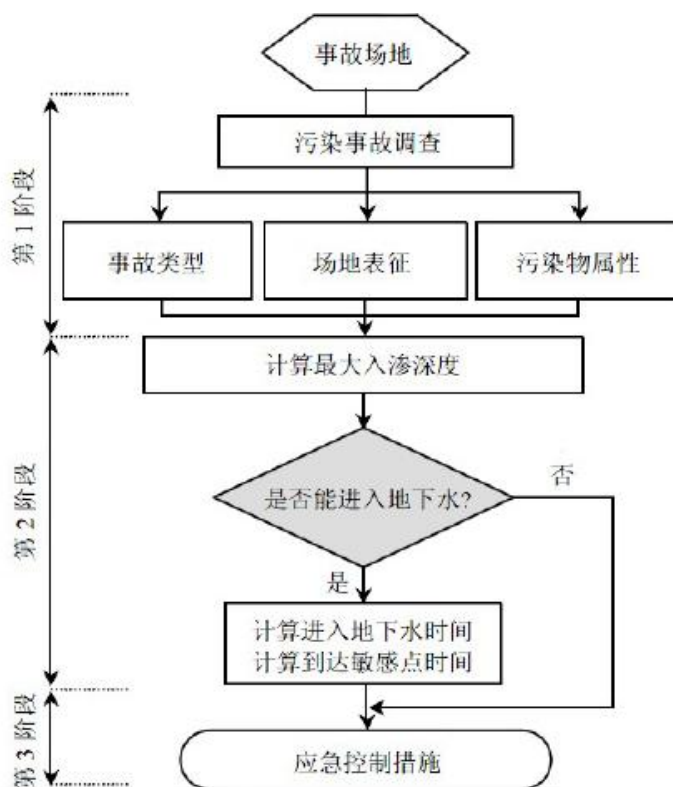 事故场地
污染事故调查
第1阶段
事故类型
场地表征
污染物属性
计算最大入渗深度
第2阶段
是否能进入地下水?
否
是
计算进入地下水时间
计算到达敏感点时间
第3阶段
应急控制措施